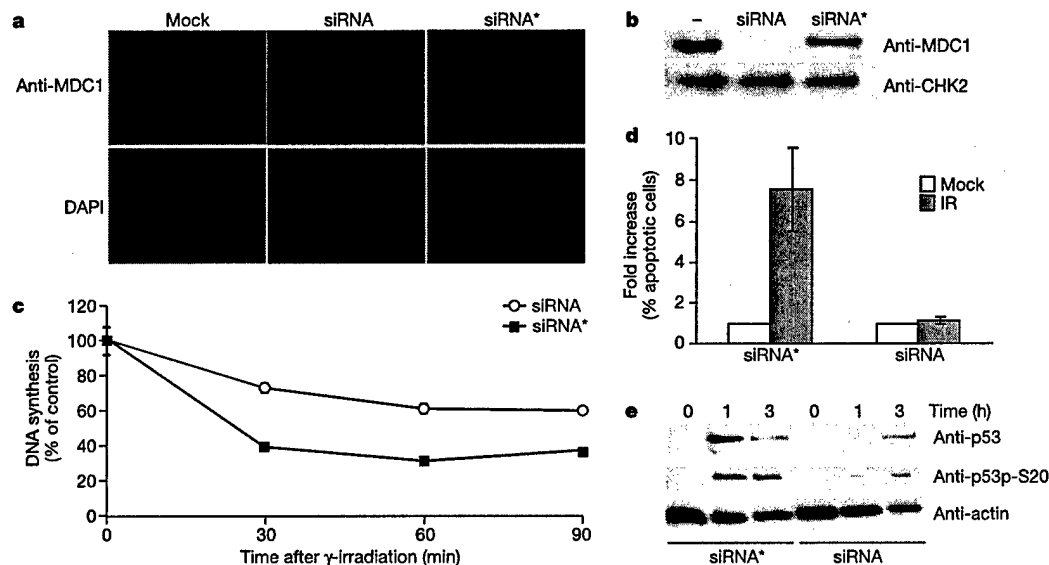 a
Mock siRNA siRNA*
Anti-MDC1
DAPI
b
– siRNA siRNA*
Anti-MDC1
Anti-CHK2
c
120
100
80
60
40
20
0
DNA synthesis
(% of control)
siRNA
siRNA*
0 30 60 90
Time after γ-irradiation (min)
d
10
8
6
4
2
0
Fold increase
(% apoptotic cells)
Mock
IR
siRNA* siRNA
e
0 1 3 0 1 3 Time (h)
Anti-p53
Anti-p53p-S20
Anti-actin
siRNA* siRNA